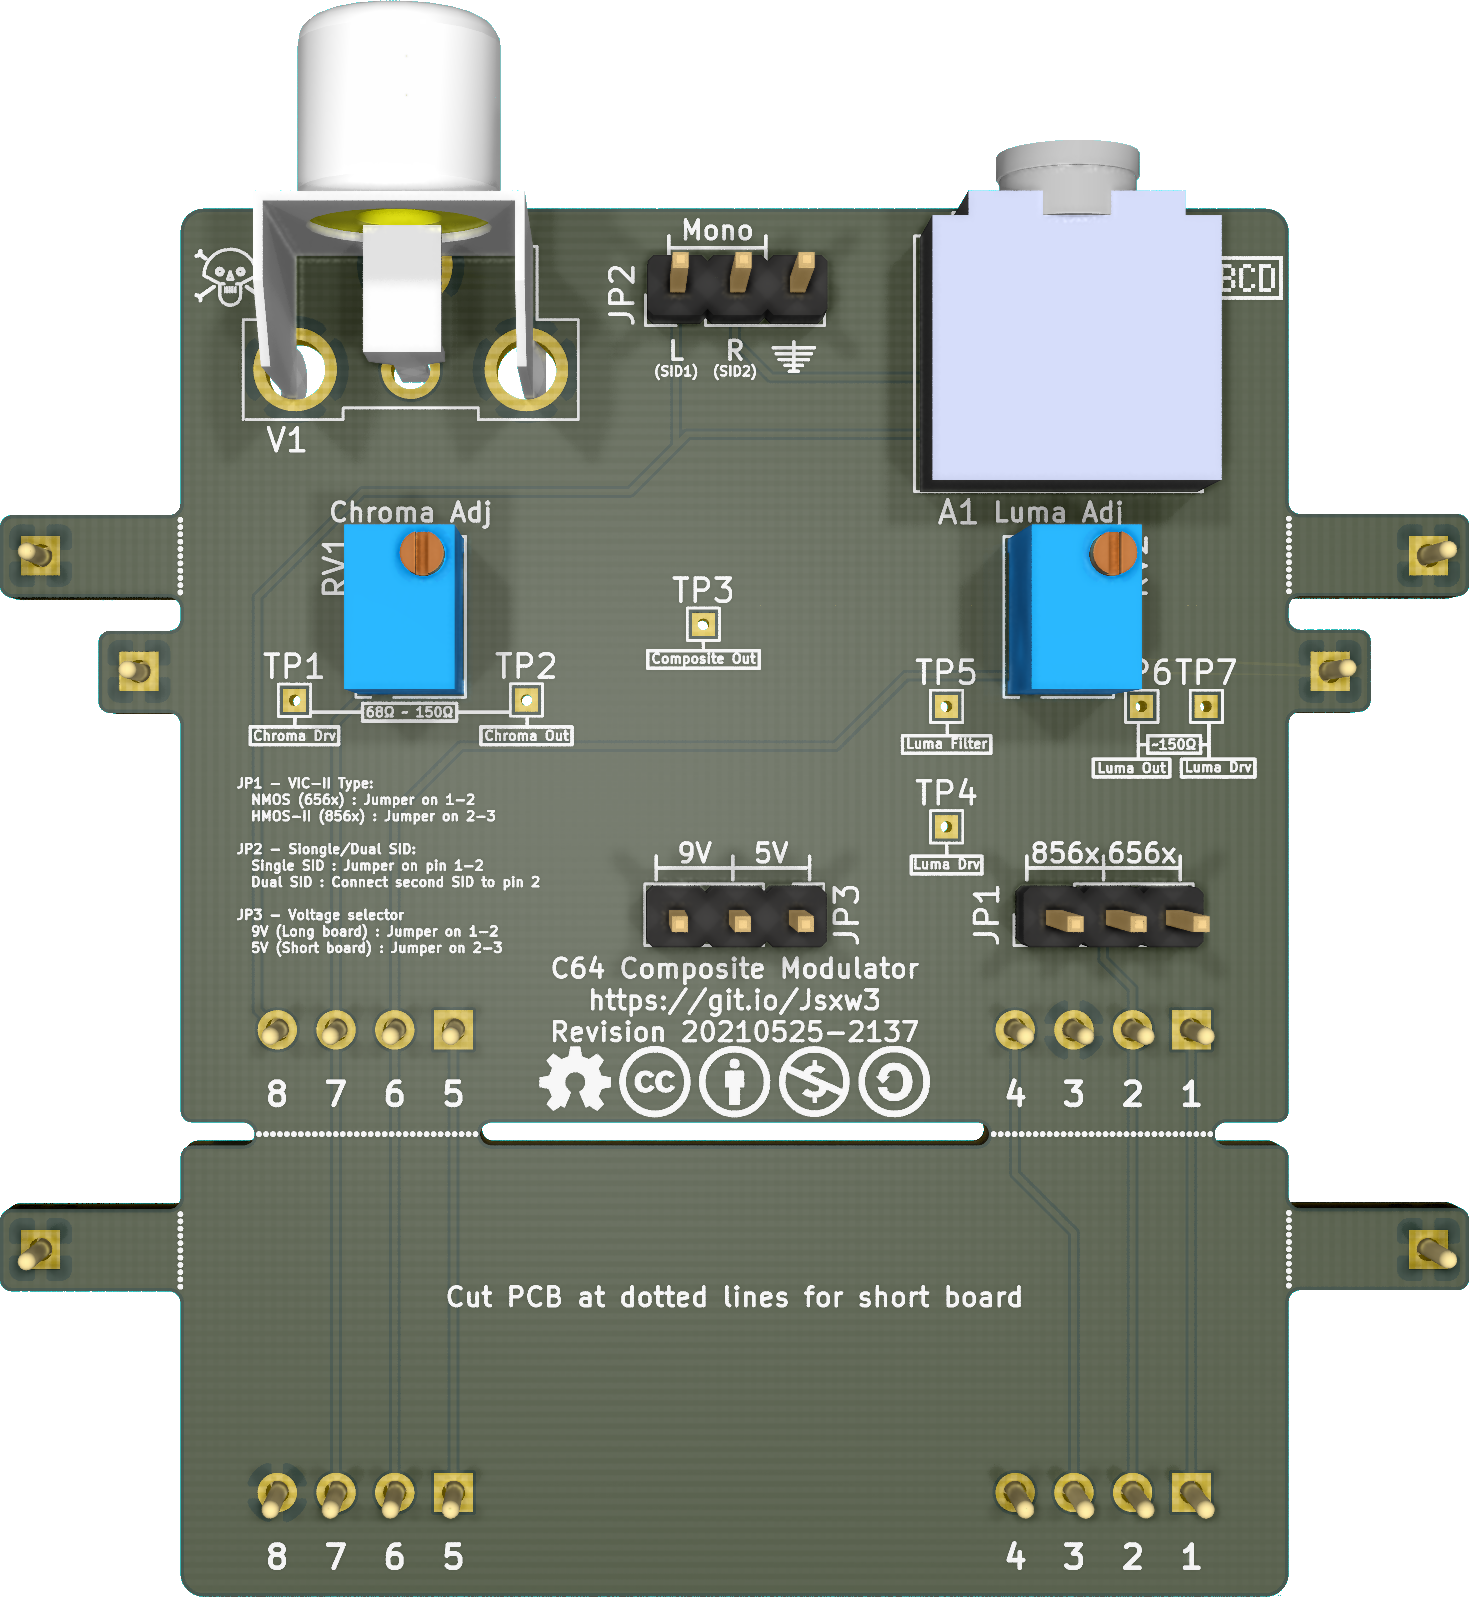 Mono
JP2
BCD
L
R
(SID1)
(SID2)
V1
Chroma Adj
A1
Luma Adj
RV1
TP3
Composite Out
TP1
TP2
68Ω - 150Ω
Chroma Drv
Chroma Out
TP5
P6
TP7
Luma Filter
~150Ω
Luma Out
Luma Drv
JP1 - VIC-II Type:
NMOS (656x) : Jumper on 1-2
HMOS-II (856x) : Jumper on 2-3
JP2 - Siongle/Dual SID:
Single SID : Jumper on pin 1-2
Dual SID : Connect second SID to pin 2
JP3 - Voltage selector
9V (Long board) : Jumper on 1-2
5V (Short board) : Jumper on 2-3
TP4
Luma Drv
9V
5V
JP3
856x
656x
JP1
C64 Composite Modulator
https://git.io/Jsxw3
Revision 20210525-2137
cc
8 7 6 5
4 3 2 1
Cut PCB at dotted lines for short board
8 7 6 5
4 3 2 1